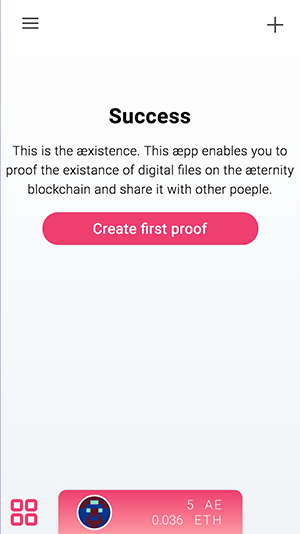 Success
This is the æxistence. This æpp enables you to
proof the existance of digital files on the æternity
blockchain and share it with other poeple.
Create first proof
5 AE
0.036 ETH